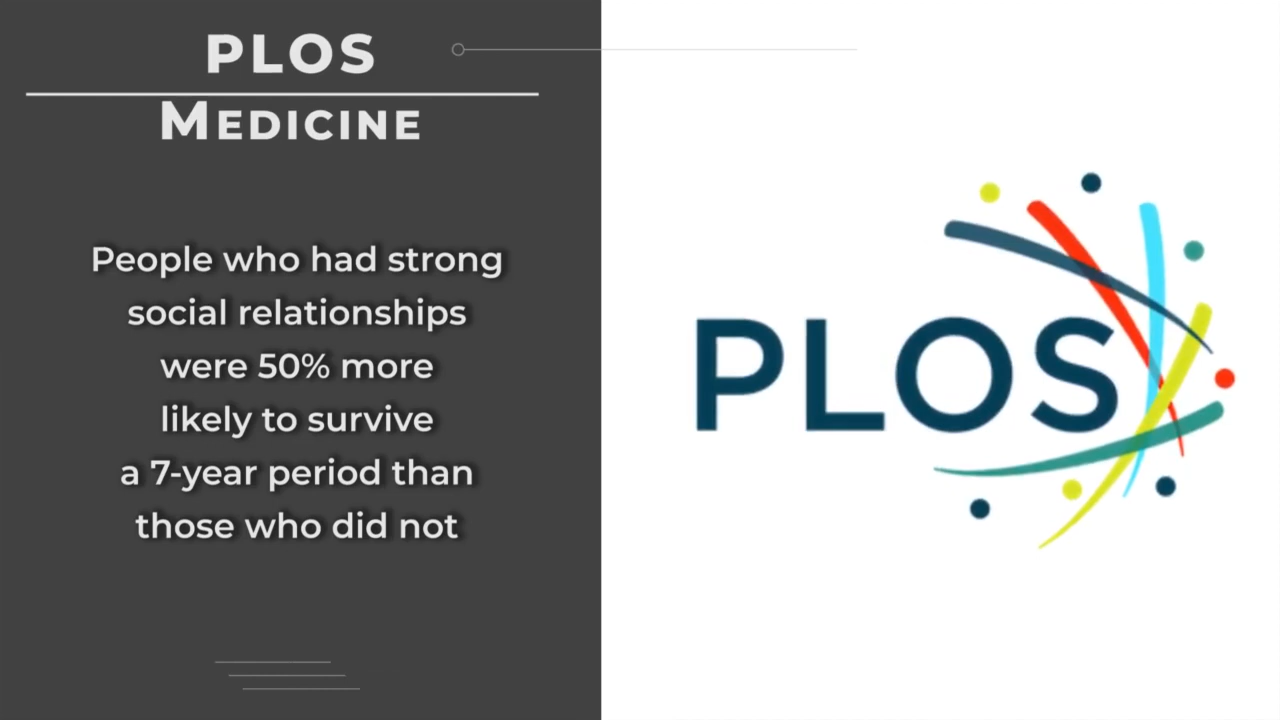 PLOS
MEDICINE
People who had strong
social relationships
were 50% more
likely to survive
a 7-year period than
those who did not
PLOS